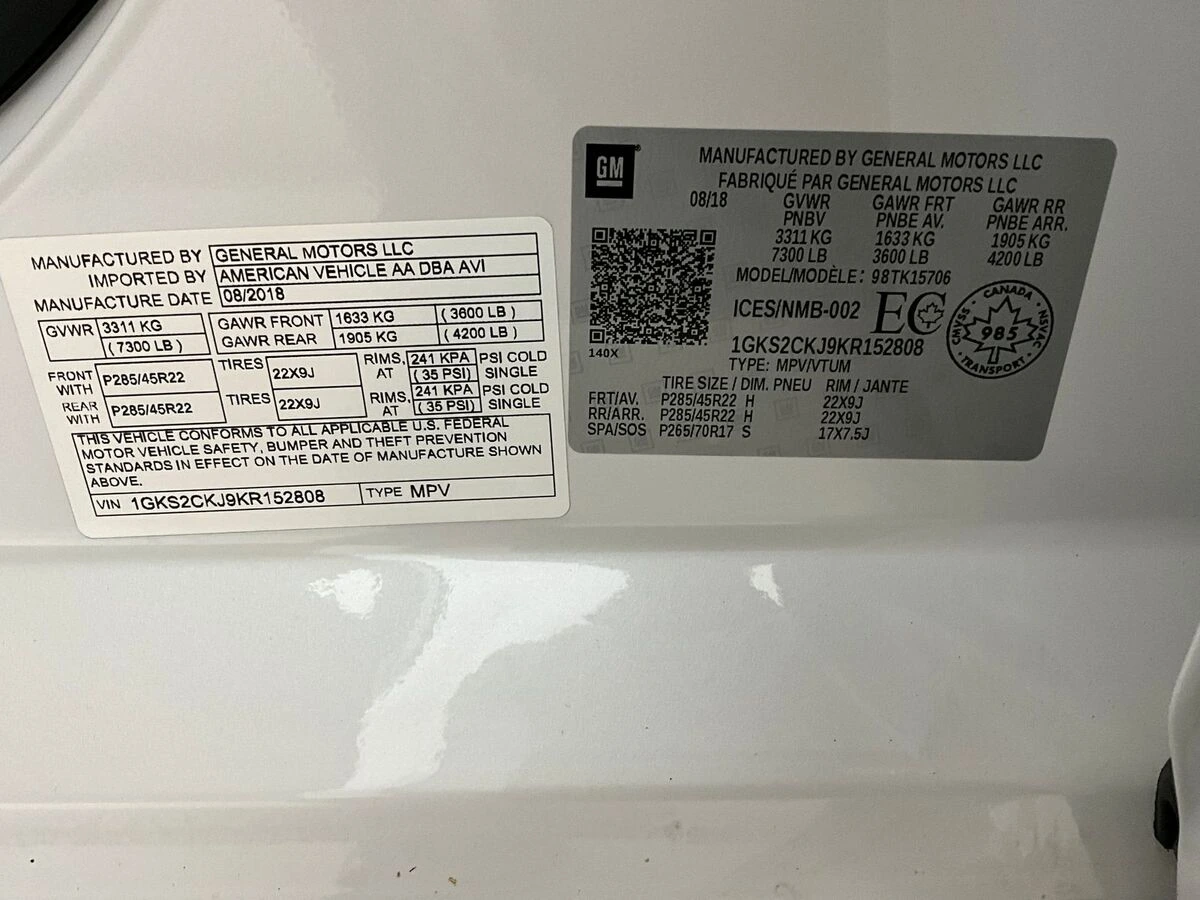 MANUFACTURED BY GENERAL MOTORS LLC
IMPORTED BY AMERICAN VEHICLE AA DBA AVI
MANUFACTURE DATE 08/2018
GVWR 3311 KG
( 7300 LB )
GAWR FRONT 1633 KG ( 3600 LB )
GAWR REAR 1905 KG ( 4200 LB )
FRONT WITH P285/45R22 TIRES 22X9J RIMS, AT 241 KPA ( 35 PSI) PSI COLD SINGLE
REAR WITH P285/45R22 TIRES 22X9J RIMS, AT 241 KPA ( 35 PSI) PSI COLD SINGLE
THIS VEHICLE CONFORMS TO ALL APPLICABLE U.S. FEDERAL
MOTOR VEHICLE SAFETY, BUMPER AND THEFT PREVENTION
STANDARDS IN EFFECT ON THE DATE OF MANUFACTURE SHOWN
ABOVE.
VIN 1GKS2CKJ9KR152808 TYPE MPV
GM®
MANUFACTURED BY GENERAL MOTORS LLC
FABRIQUÉ PAR GENERAL MOTORS LLC
08/18 GVWR GAWR FRT GAWR RR
PNBV PNBE AV. PNBE ARR.
3311 KG 1633 KG 1905 KG
7300 LB 3600 LB 4200 LB
MODEL/MODÈLE: 98TK15706
ICES/NMB-002 EC
140X
1GKS2CKJ9KR152808
TYPE: MPV/VTUM
TIRE SIZE / DIM. PNEU RIM / JANTE
FRT/AV. P285/45R22 H 22X9J
RR/ARR. P285/45R22 H 22X9J
SPA/SOS P265/70R17 S 17X7.5J
CANADA
CMVSS 985 NSVAC
TRANSPORT